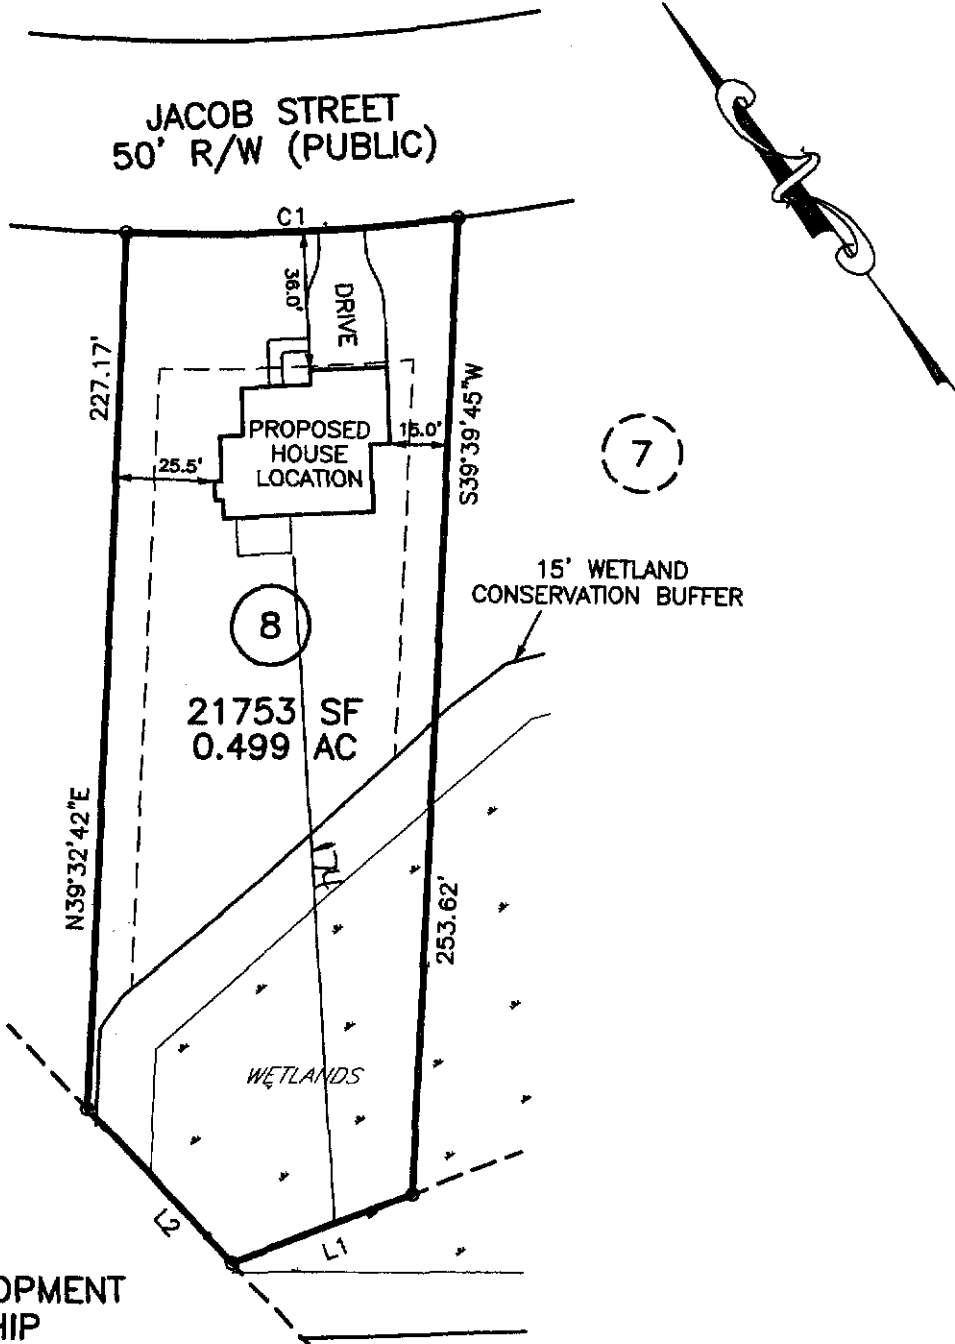 JACOB STREET
50' R/W (PUBLIC)
C1
36.0'
DRIVE
227.17'
S39°39'45"W
PROPOSED
HOUSE
LOCATION
15.0'
25.5'
7
15' WETLAND
CONSERVATION BUFFER
8
21753 SF
0.499 AC
N39°32'42"E
174
253.62'
WETLANDS
L2
L1
OPMENT
HIP